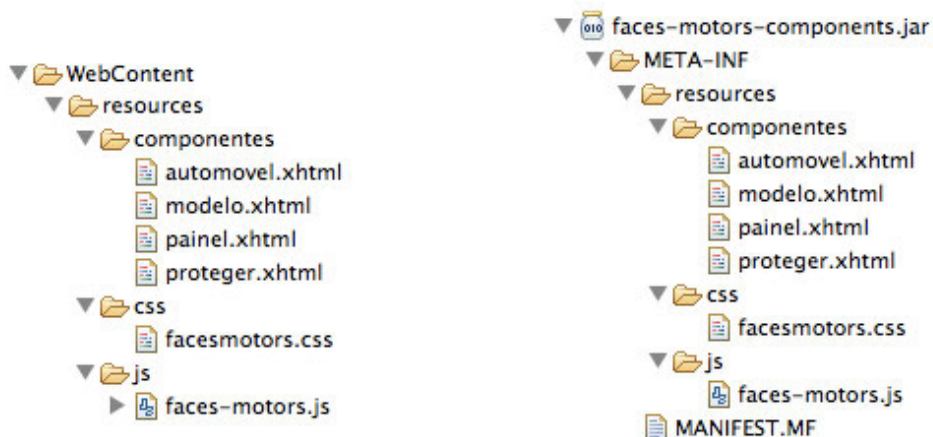 WebContent
resources
componentes
automovel.xhtml
modelo.xhtml
painel.xhtml
proteger.xhtml
css
facesmotors.css
js
faces-motors.js
010 faces-motors-components.jar
META-INF
resources
componentes
automovel.xhtml
modelo.xhtml
painel.xhtml
proteger.xhtml
css
facesmotors.css
js
faces-motors.js
MANIFEST.MF